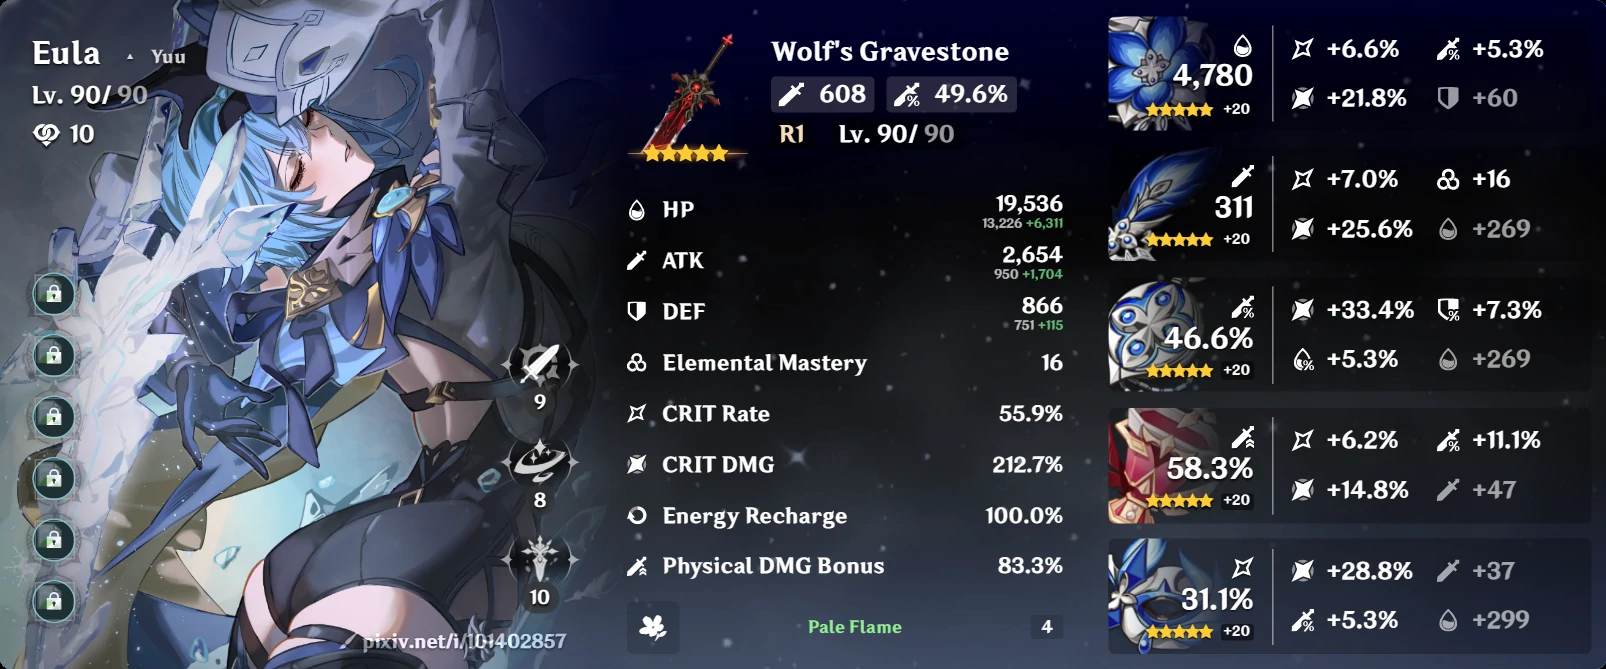 Eula
Yuu
Lv. 90/ 90
10
9
8
10
pixiv.net/i/101402857
Wolf's Gravestone
608 49.6%
R1 Lv. 90/ 90
HP 19,536
13,226 +6,311
ATK 2,654
950 +1,704
DEF 866
751 +115
Elemental Mastery 16
CRIT Rate 55.9%
CRIT DMG 212.7%
Energy Recharge 100.0%
Physical DMG Bonus 83.3%
Pale Flame 4
4,780
+20
+6.6% +5.3%
+21.8% +60
311
+20
+7.0% +16
+25.6% +269
46.6%
+20
+33.4% +7.3%
+5.3% +269
58.3%
+20
+6.2% +11.1%
+14.8% +47
31.1%
+20
+28.8% +37
+5.3% +299